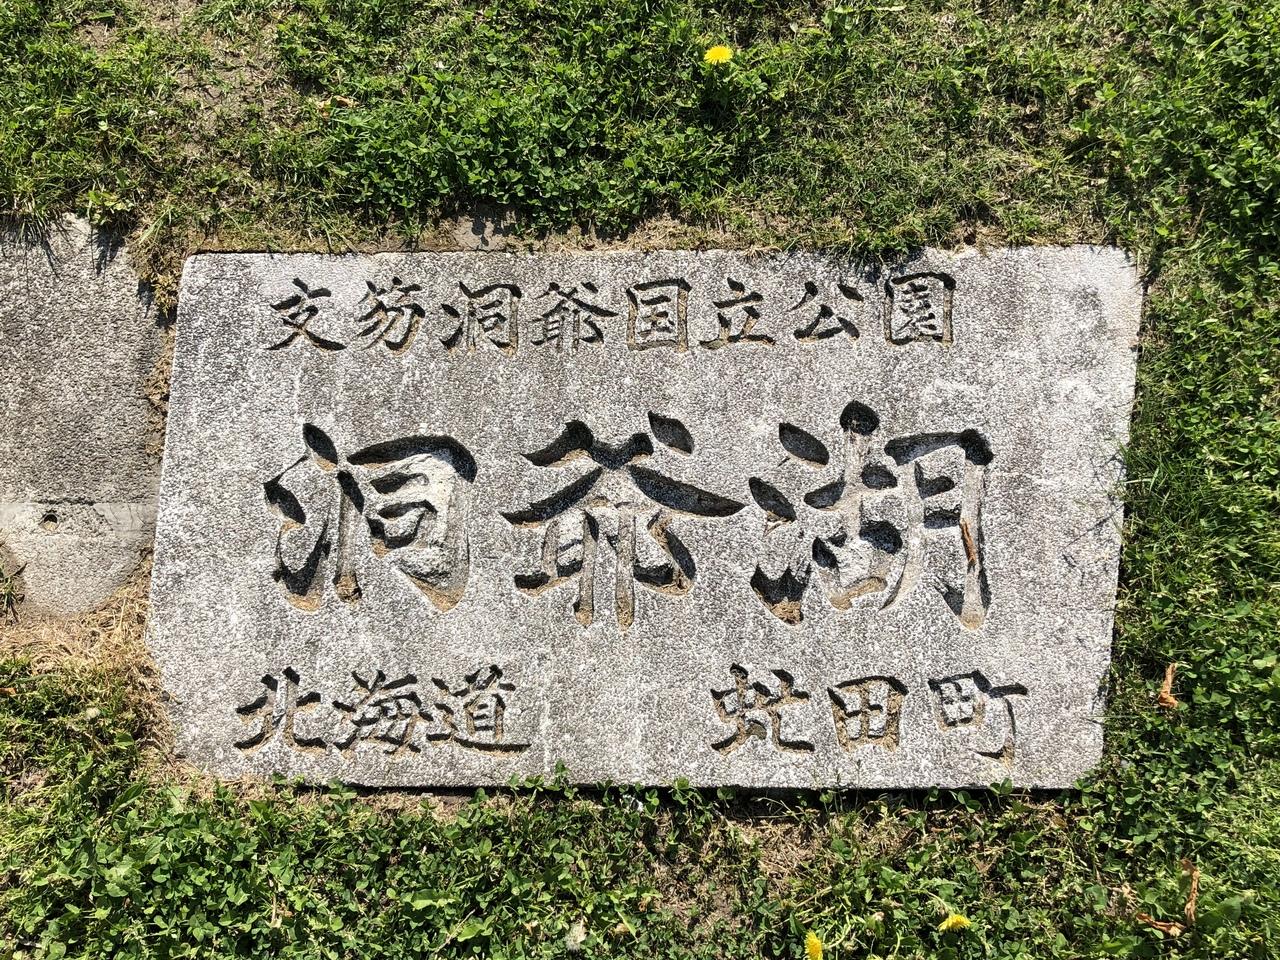 支笏洞爺国立公園
洞爺湖
北海道 虻田町